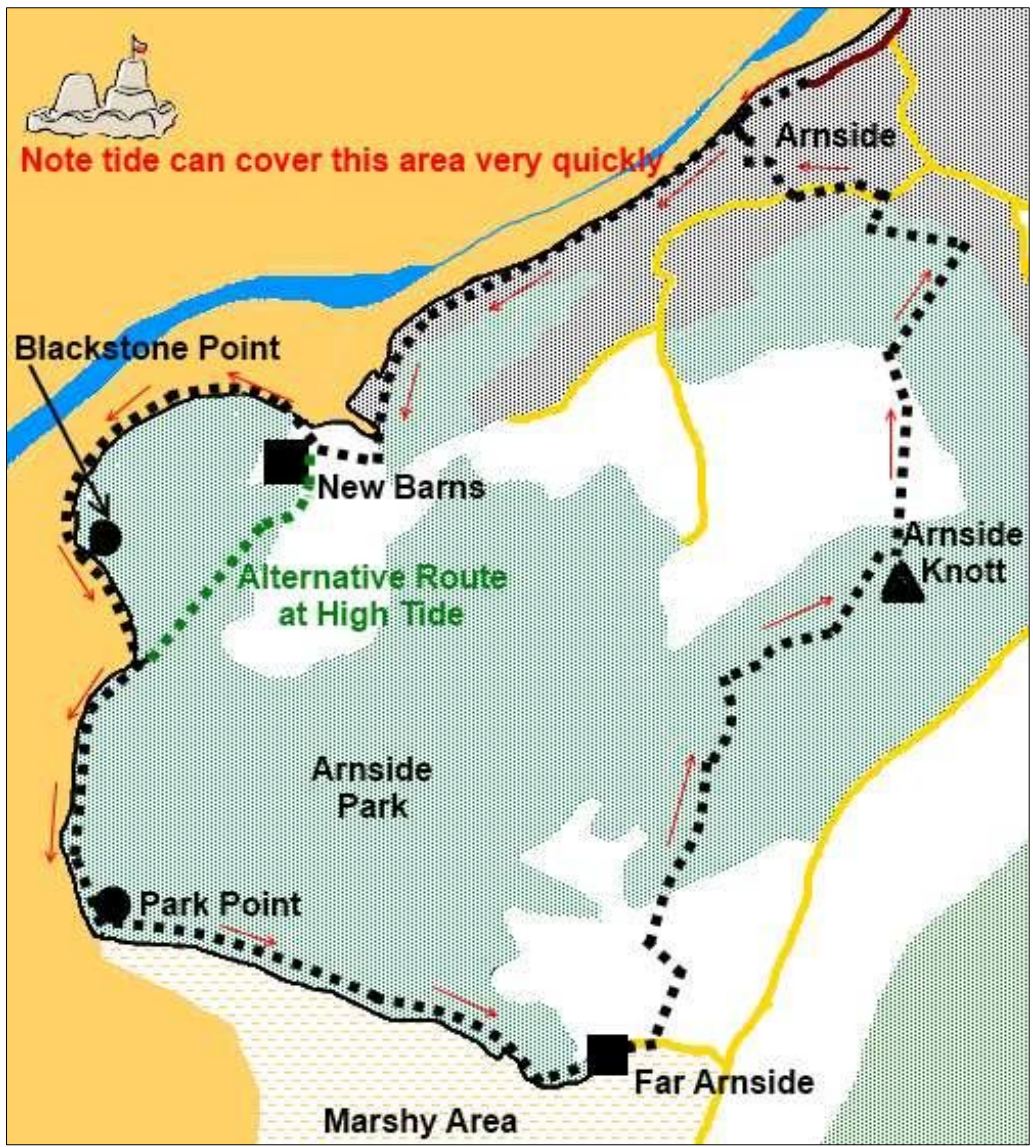 Note tide can cover this area very quickly
Arnside
Blackstone Point
New Barns
Arnside
Knott
Alternative Route
at High Tide
Arnside
Park
Park Point
Far Arnside
Marshy Area